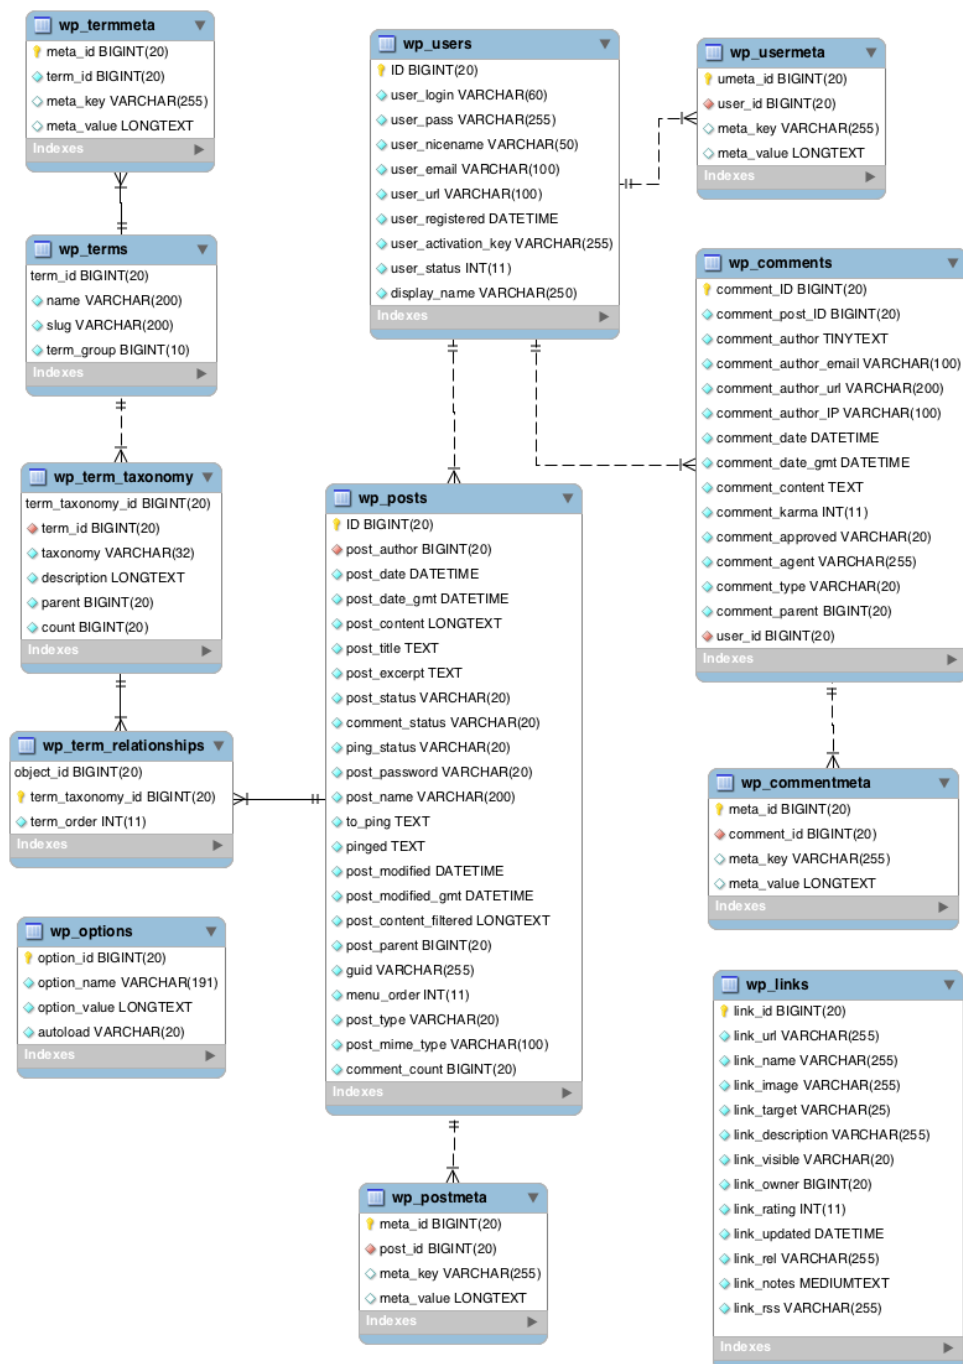 wp_termmeta
meta_id BIGINT(20)
term_id BIGINT(20)
meta_key VARCHAR(255)
meta_value LONGTEXT
Indexes
wp_terms
term_id BIGINT(20)
name VARCHAR(200)
slug VARCHAR(200)
term_group BIGINT(10)
Indexes
wp_term_taxonomy
term_taxonomy_id BIGINT(20)
term_id BIGINT(20)
taxonomy VARCHAR(32)
description LONGTEXT
parent BIGINT(20)
count BIGINT(20)
Indexes
wp_term_relationships
object_id BIGINT(20)
term_taxonomy_id BIGINT(20)
term_order INT(11)
Indexes
wp_options
option_id BIGINT(20)
option_name VARCHAR(191)
option_value LONGTEXT
autoload VARCHAR(20)
Indexes
wp_users
ID BIGINT(20)
user_login VARCHAR(60)
user_pass VARCHAR(255)
user_nicename VARCHAR(50)
user_email VARCHAR(100)
user_url VARCHAR(100)
user_registered DATETIME
user_activation_key VARCHAR(255)
user_status INT(11)
display_name VARCHAR(250)
Indexes
wp_posts
ID BIGINT(20)
post_author BIGINT(20)
post_date DATETIME
post_date_gmt DATETIME
post_content LONGTEXT
post_title TEXT
post_excerpt TEXT
post_status VARCHAR(20)
comment_status VARCHAR(20)
ping_status VARCHAR(20)
post_password VARCHAR(20)
post_name VARCHAR(200)
to_ping TEXT
pinged TEXT
post_modified DATETIME
post_modified_gmt DATETIME
post_content_filtered LONGTEXT
post_parent BIGINT(20)
guid VARCHAR(255)
menu_order INT(11)
post_type VARCHAR(20)
post_mime_type VARCHAR(100)
comment_count BIGINT(20)
Indexes
wp_postmeta
meta_id BIGINT(20)
post_id BIGINT(20)
meta_key VARCHAR(255)
meta_value LONGTEXT
Indexes
wp_usermeta
umeta_id BIGINT(20)
user_id BIGINT(20)
meta_key VARCHAR(255)
meta_value LONGTEXT
Indexes
wp_comments
comment_ID BIGINT(20)
comment_post_ID BIGINT(20)
comment_author TINYTEXT
comment_author_email VARCHAR(100)
comment_author_url VARCHAR(200)
comment_author_IP VARCHAR(100)
comment_date DATETIME
comment_date_gmt DATETIME
comment_content TEXT
comment_karma INT(11)
comment_approved VARCHAR(20)
comment_agent VARCHAR(255)
comment_type VARCHAR(20)
comment_parent BIGINT(20)
user_id BIGINT(20)
Indexes
wp_commentmeta
meta_id BIGINT(20)
comment_id BIGINT(20)
meta_key VARCHAR(255)
meta_value LONGTEXT
Indexes
wp_links
link_id BIGINT(20)
link_url VARCHAR(255)
link_name VARCHAR(255)
link_image VARCHAR(255)
link_target VARCHAR(25)
link_description VARCHAR(255)
link_visible VARCHAR(20)
link_owner BIGINT(20)
link_rating INT(11)
link_updated DATETIME
link_rel VARCHAR(255)
link_notes MEDIUMTEXT
link_rss VARCHAR(255)
Indexes